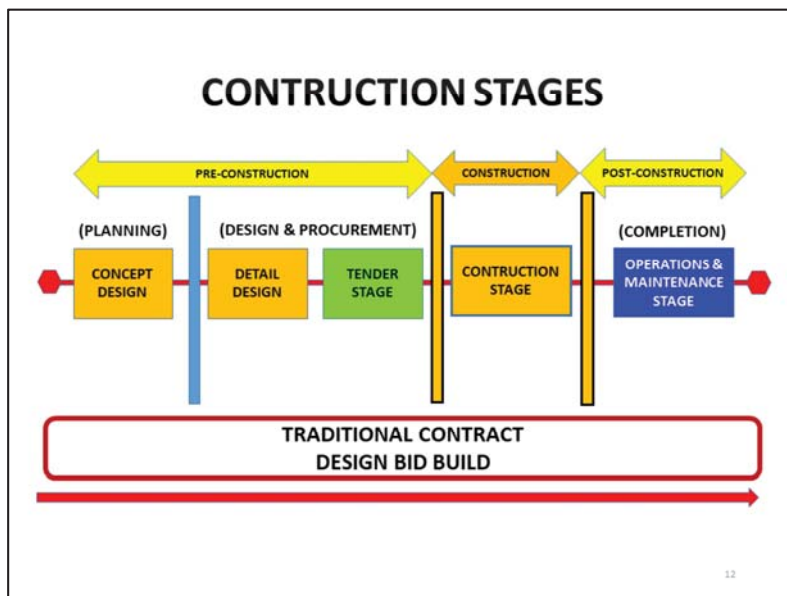 CONTRUCTION STAGES
PRE-CONSTRUCTION
CONSTRUCTION
POST-CONSTRUCTION
(PLANNING)
(DESIGN & PROCUREMENT)
(COMPLETION)
CONCEPT
DESIGN
DETAIL
DESIGN
TENDER
STAGE
CONTRUCTION
STAGE
OPERATIONS &
MAINTENANCE
STAGE
TRADITIONAL CONTRACT
DESIGN BID BUILD
12